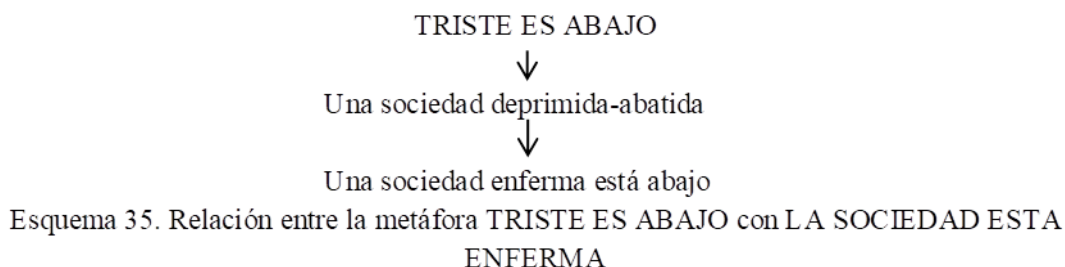 TRISTE ES ABAJO
Una sociedad deprimida-abatida
Una sociedad enferma está abajo
Esquema 35. Relación entre la metáfora TRISTE ES ABAJO con LA SOCIEDAD ESTA
ENFERMA